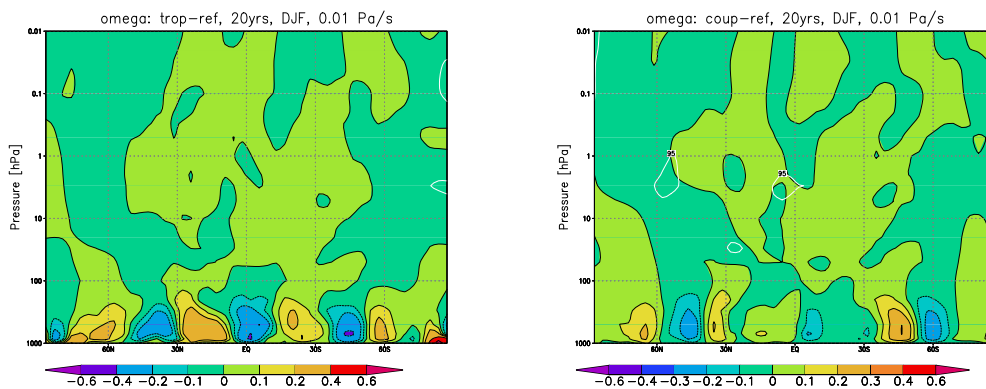 omega: trop-ref, 20yrs, DJF, 0.01 Pa/s
0.01
0.1
1
10
100
1000
Pressure [hPa]
60N
30N
EQ
30S
60S
-0.6 -0.4 -0.2 -0.1 0 0.1 0.2 0.4 0.6
omega: coup-ref, 20yrs, DJF, 0.01 Pa/s
0.01
0.1
1
10
100
1000
Pressure [hPa]
95
95
60N
30N
EQ
30S
60S
-0.6 -0.4 -0.3 -0.2 -0.1 0 0.1 0.2 0.3 0.4 0.6